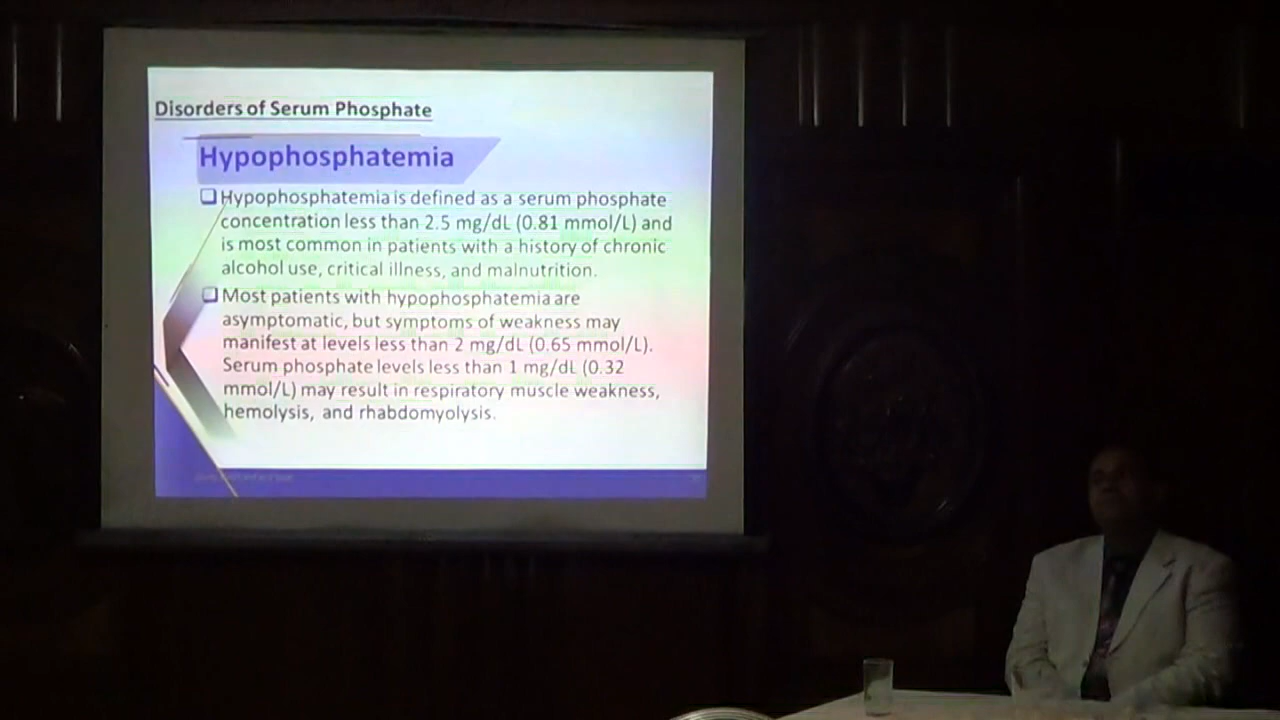 Disorders of Serum Phosphate
Hypophosphatemia
Hypophosphatemia is defined as a serum phosphate
concentration less than 2.5 mg/dL (0.81 mmol/L) and
is most common in patients with a history of chronic
alcohol use, critical illness, and malnutrition.
Most patients with hypophosphatemia are
asymptomatic, but symptoms of weakness may
manifest at levels less than 2 mg/dL (0.65 mmol/L).
Serum phosphate levels less than 1 mg/dL (0.32
mmol/L) may result in respiratory muscle weakness,
hemolysis, and rhabdomyolysis.